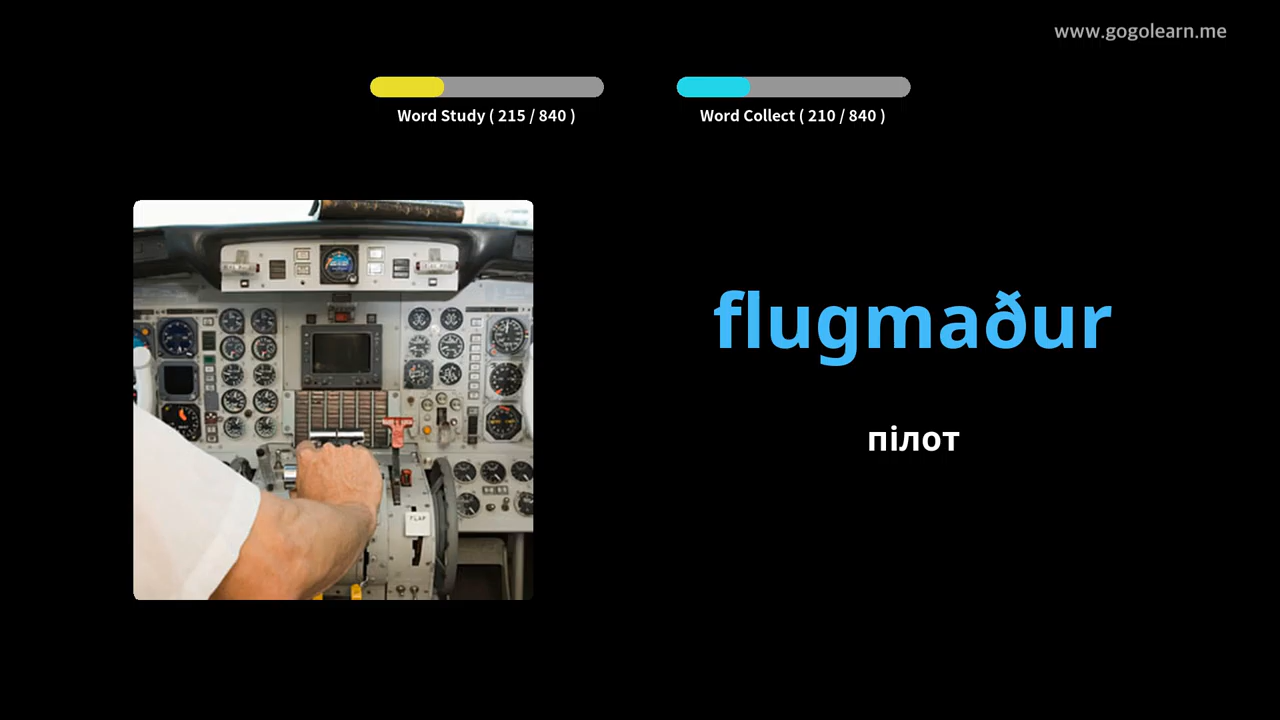 www.gogolearn.me
Word Study ( 215 / 840 )
Word Collect ( 210 / 840 )
flugmaður
пілот
FLAP